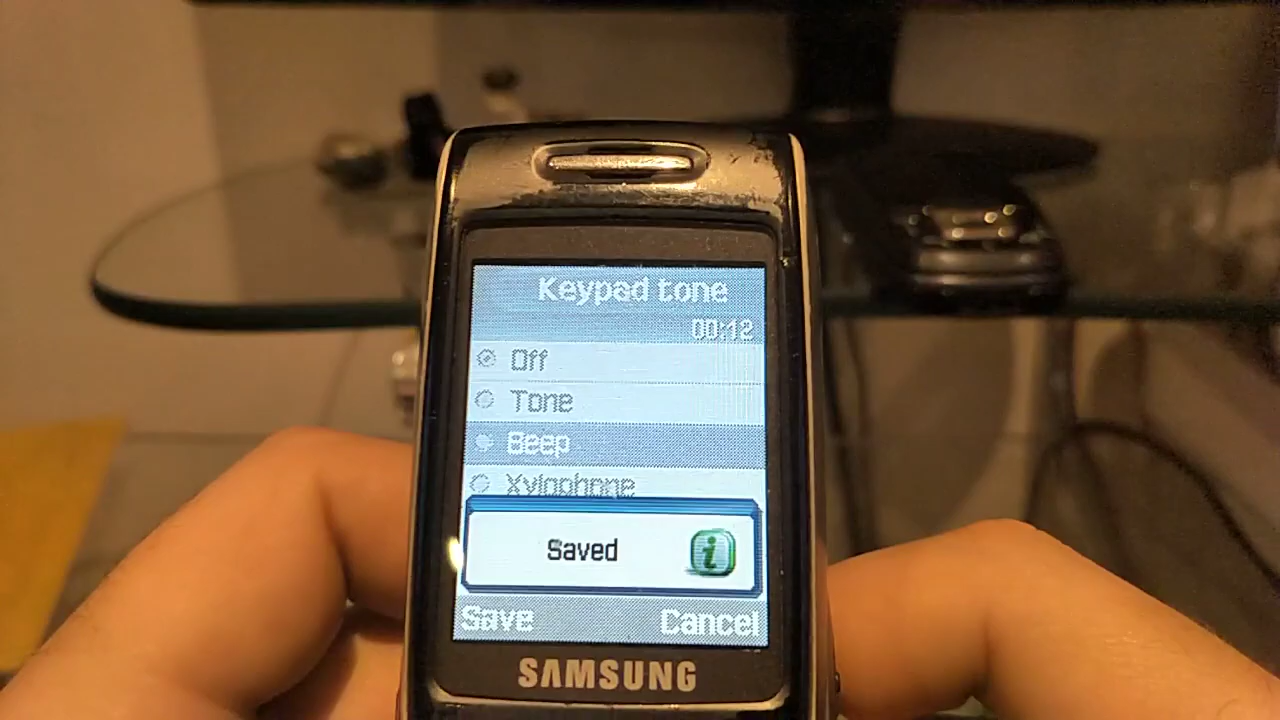 Keypad tone
00:12
Off
Tone
Beep
Xylophone
Saved
Save Cancel
SAMSUNG